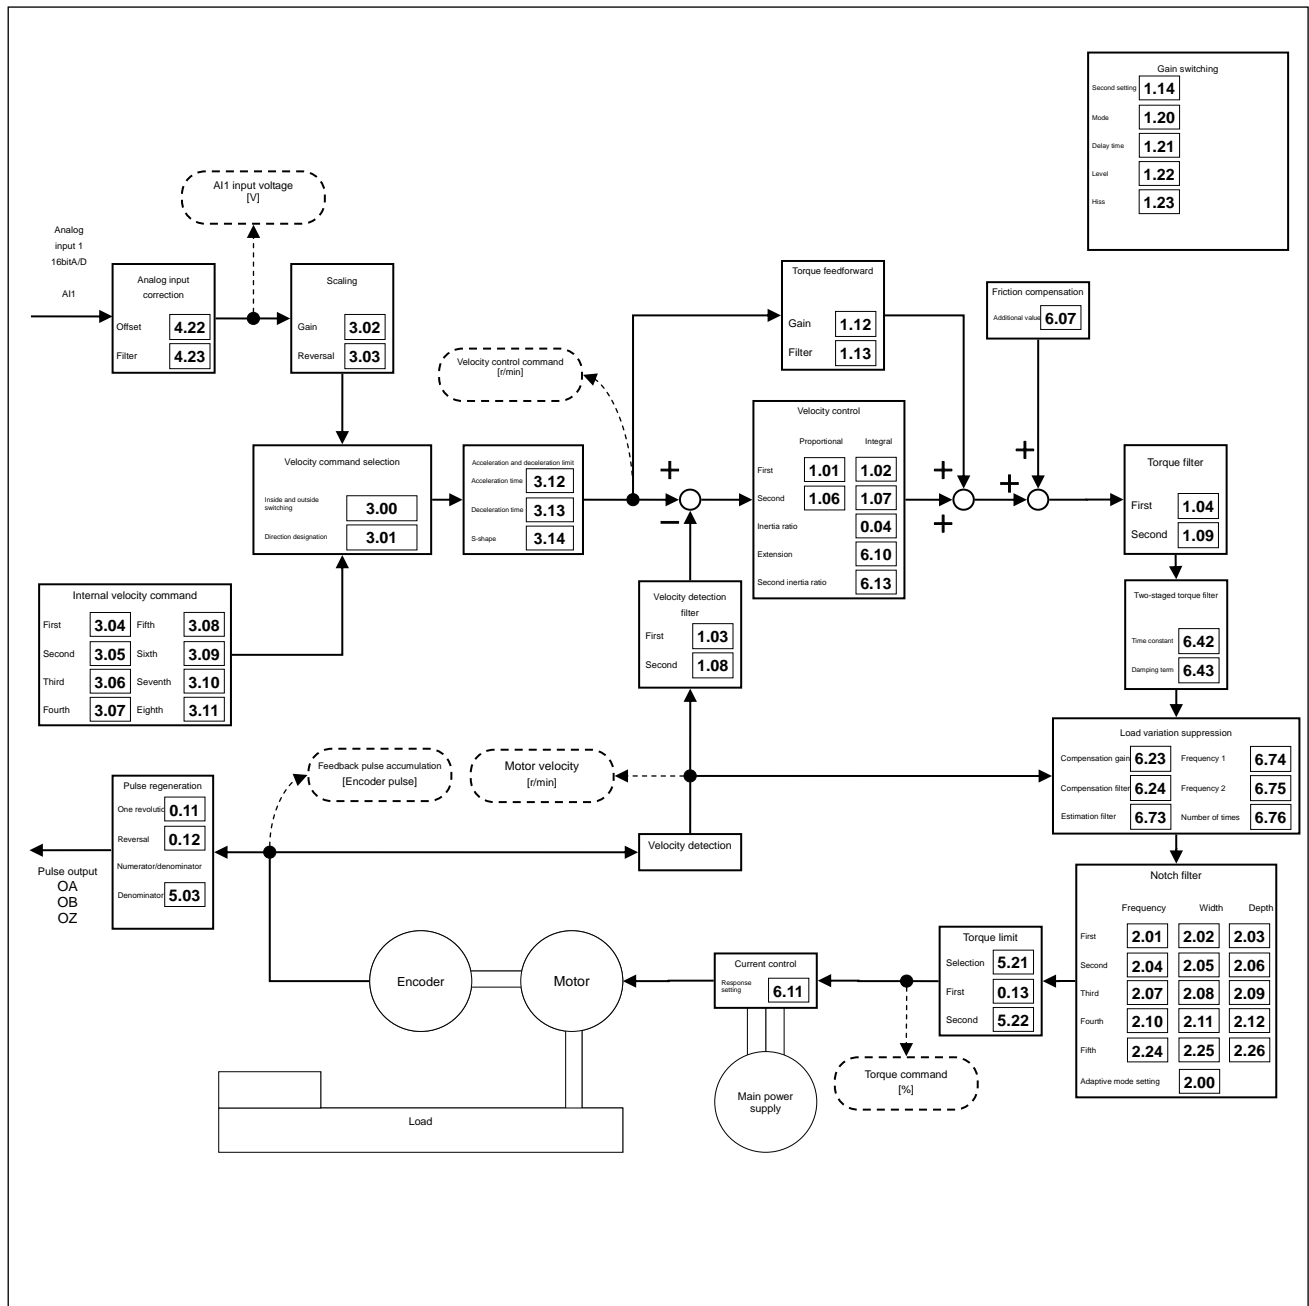 Gain switching
Second setting 1.14
Mode 1.20
Delay time 1.21
Level 1.22
Hiss 1.23
AI1 input voltage
[V]
Analog
input 1
16bitA/D
AI1
Analog input
correction
Offset 4.22
Filter 4.23
Scaling
Gain 3.02
Reversal 3.03
Torque feedforward
Gain 1.12
Filter 1.13
Friction compensation
Additional value 6.07
Velocity control command
[r/min]
Velocity command selection
Inside and outside
switching
3.00
Direction designation 3.01
Acceleration and deceleration limit
Acceleration time 3.12
Deceleration time 3.13
S-shape 3.14
+
−
Velocity control
Proportional Integral
First 1.01 1.02
Second 1.06 1.07
Inertia ratio 0.04
Extension 6.10
Second inertia ratio 6.13
+
+
+
+
Torque filter
First 1.04
Second 1.09
Internal velocity command
First 3.04 Fifth 3.08
Second 3.05 Sixth 3.09
Third 3.06 Seventh 3.10
Fourth 3.07 Eighth 3.11
Velocity detection
filter
First 1.03
Second 1.08
Two-staged torque filter
Time constant 6.42
Damping term 6.43
Load variation suppression
Compensation gain 6.23 Frequency 1 6.74
Compensation filter 6.24 Frequency 2 6.75
Estimation filter 6.73 Number of times 6.76
Feedback pulse accumulation
[Encoder pulse]
Motor velocity
[r/min]
Pulse regeneration
One revolutic 0.11
Reversal 0.12
Numerator/denominator
Denominator 5.03
Velocity detection
Pulse output
OA
OB
OZ
Notch filter
Frequency Width Depth
First 2.01 2.02 2.03
Second 2.04 2.05 2.06
Third 2.07 2.08 2.09
Fourth 2.10 2.11 2.12
Fifth 2.24 2.25 2.26
Adaptive mode setting 2.00
Torque limit
Selection 5.21
First 0.13
Second 5.22
Current control
Response
setting
6.11
Encoder
Motor
Torque command
[%]
Main power
supply
Load